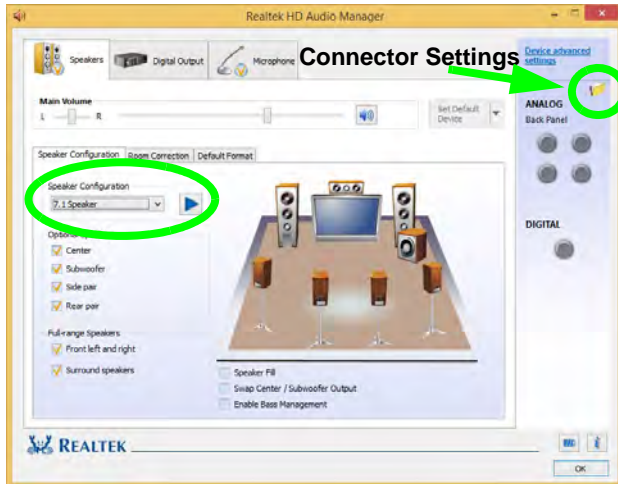 Realtek HD Audio Manager
Speakers
Digital Output
Microphone
Connector Settings
Device advanced
settings
Main Volume
L
R
Set Default
Device
ANALOG
Back Panel
Speaker Configuration
Room Correction
Default Format
Speaker Configuration
7.1 Speaker
Center
Subwoofer
Side pair
Rear pair
DIGITAL
Full-range Speakers
Front left and right
Surround speakers
Speaker Fill
Swap Center / Subwoofer Output
Enable Bass Management
REALTEK
OK